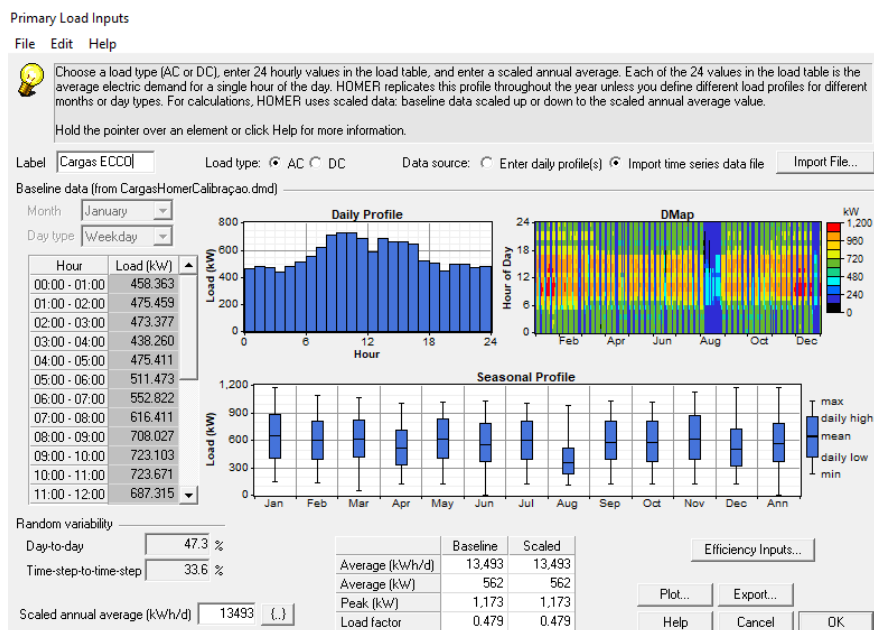 Primary Load Inputs
File Edit Help
Choose a load type (AC or DC), enter 24 hourly values in the load table, and enter a scaled annual average. Each of the 24 values in the load table is the
average electric demand for a single hour of the day. HOMER replicates this profile throughout the year unless you define different load profiles for different
months or day types. For calculations, HOMER uses scaled data: baseline data scaled up or down to the scaled annual average value.
Hold the pointer over an element or click Help for more information.
Label Cargas ECCO Load type: AC DC Data source: Enter daily profile(s) Import time series data file Import File...
Baseline data (from CargasHomerCalibraçao.dmd)
Month January
Day type Weekday
Hour Load (kW)
00:00 - 01:00 458.363
01:00 - 02:00 475.459
02:00 - 03:00 473.377
03:00 - 04:00 438.260
04:00 - 05:00 475.411
05:00 - 06:00 511.473
06:00 - 07:00 552.822
07:00 - 08:00 616.411
08:00 - 09:00 708.027
09:00 - 10:00 723.103
10:00 - 11:00 723.671
11:00 - 12:00 687.315
Daily Profile
Load (kW)
800
600
400
200
0
0 6 12 18 24
Hour
DMap
Hour of Day
24
18
12
6
0
Feb Apr Jun Aug Oct Dec
kW
1,200
960
720
480
240
0
Seasonal Profile
Load (kW)
1,200
900
600
300
0
Jan Feb Mar Apr May Jun Jul Aug Sep Oct Nov Dec Ann
max
daily high
mean
daily low
min
Random variability
Day-to-day 47.3 %
Time-step-to-time-step 33.6 %
Scaled annual average (kWh/d) 13493 {..}
Baseline Scaled
Average (kWh/d) 13,493 13,493
Average (kW) 562 562
Peak (kW) 1,173 1,173
Load factor 0.479 0.479
Efficiency Inputs...
Plot... Export...
Help Cancel OK